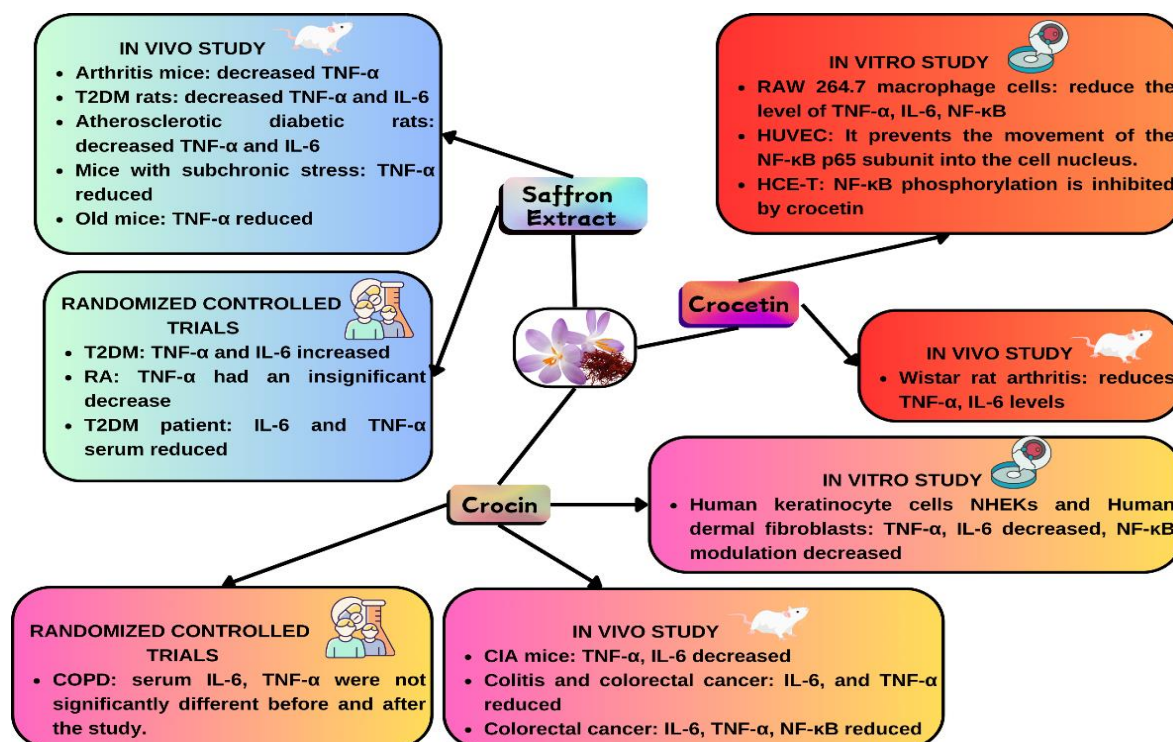 IN VIVO STUDY
• Arthritis mice: decreased TNF-α
• T2DM rats: decreased TNF-α and IL-6
• Atherosclerotic diabetic rats:
decreased TNF-α and IL-6
• Mice with subchronic stress: TNF-α
reduced
• Old mice: TNF-α reduced
IN VITRO STUDY
• RAW 264.7 macrophage cells: reduce the
level of TNF-α, IL-6, NF-κB
• HUVEC: It prevents the movement of the
NF-κB p65 subunit into the cell nucleus.
• HCE-T: NF-κB phosphorylation is inhibited
by crocetin
Saffron
Extract
RANDOMIZED CONTROLLED
TRIALS
• T2DM: TNF-α and IL-6 increased
• RA: TNF-α had an insignificant
decrease
• T2DM patient: IL-6 and TNF-α
serum reduced
Crocetin
IN VIVO STUDY
• Wistar rat arthritis: reduces
TNF-α, IL-6 levels
Crocin
IN VITRO STUDY
• Human keratinocyte cells NHEKs and Human
dermal fibroblasts: TNF-α, IL-6 decreased, NF-κB
modulation decreased
RANDOMIZED CONTROLLED
TRIALS
• COPD: serum IL-6, TNF-α were not
significantly different before and after
the study.
IN VIVO STUDY
• CIA mice: TNF-α, IL-6 decreased
• Colitis and colorectal cancer: IL-6, and TNF-α
reduced
• Colorectal cancer: IL-6, TNF-α, NF-κB reduced